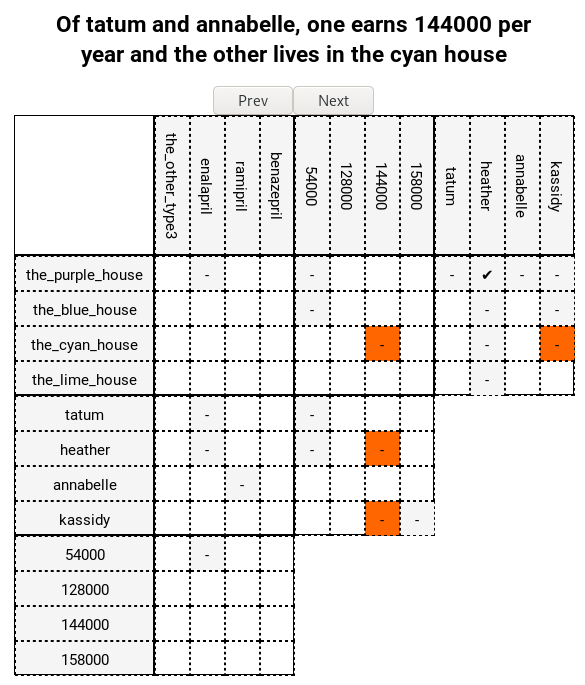 Of tatum and annabelle, one earns 144000 per
year and the other lives in the cyan house
Prev Next
the_other_type3 enalapril ramipril benazepril 54000 128000 144000 158000 tatum heather annabelle kassidy
the_purple_house - - - ✔ - -
the_blue_house - - -
the_cyan_house - - -
the_lime_house -
tatum - -
heather - - -
annabelle -
kassidy - -
54000 -
128000
144000
158000